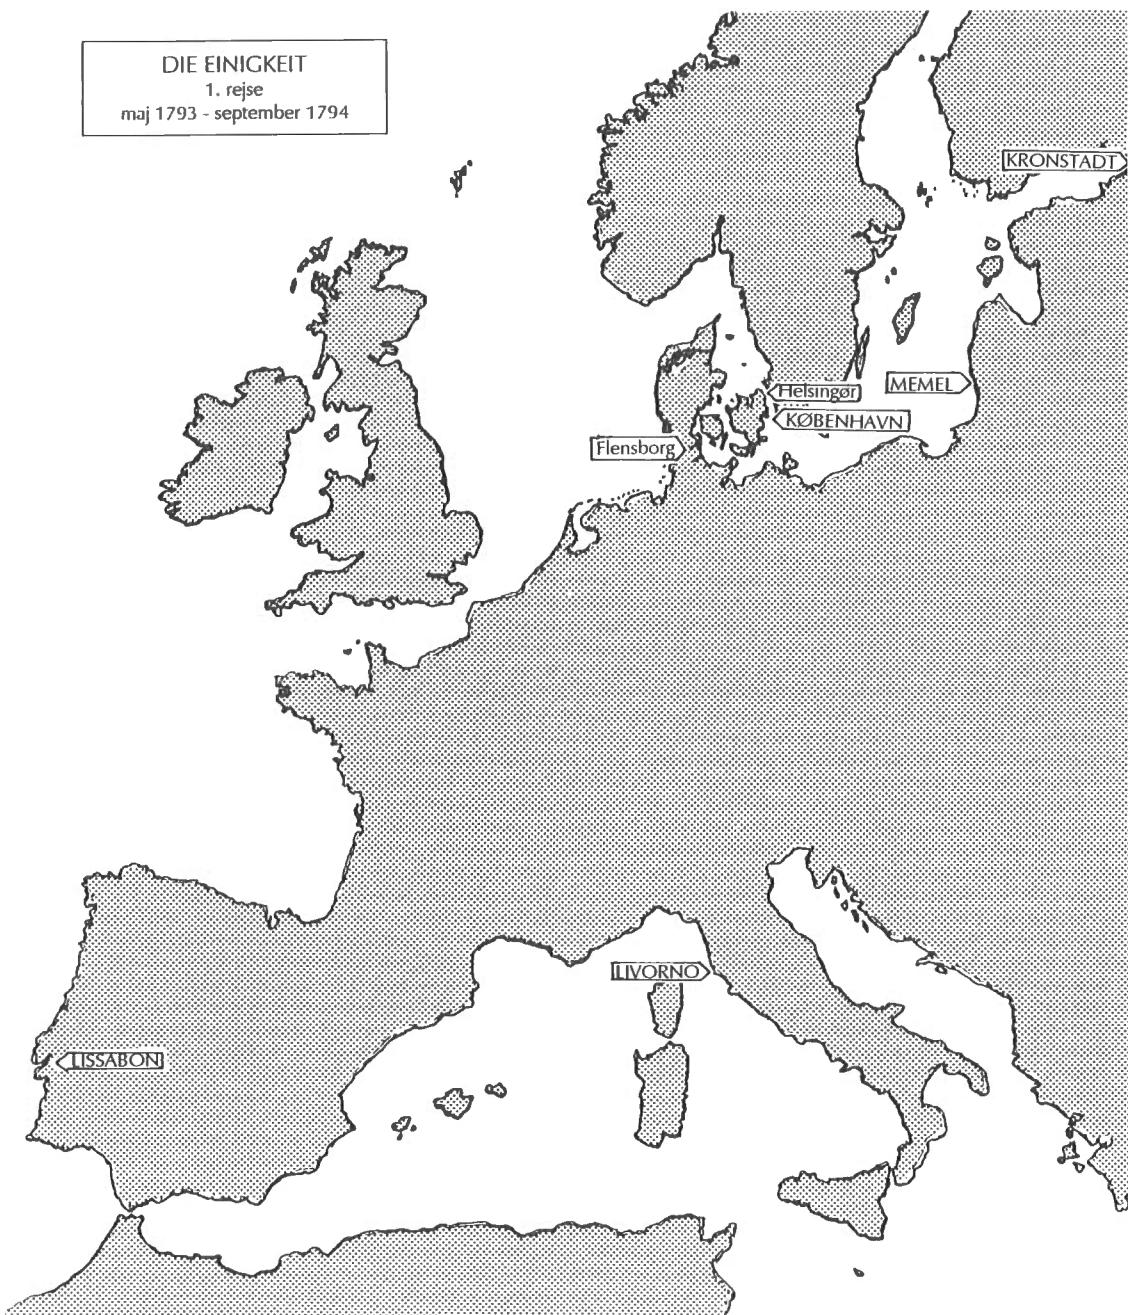 DIE EINIGKEIT
1. rejse
maj 1793 - september 1794
KRONSTADT
Helsingør
MEMEL
KØBENHAVN
Flensborg
LIVORNO
LISSABON